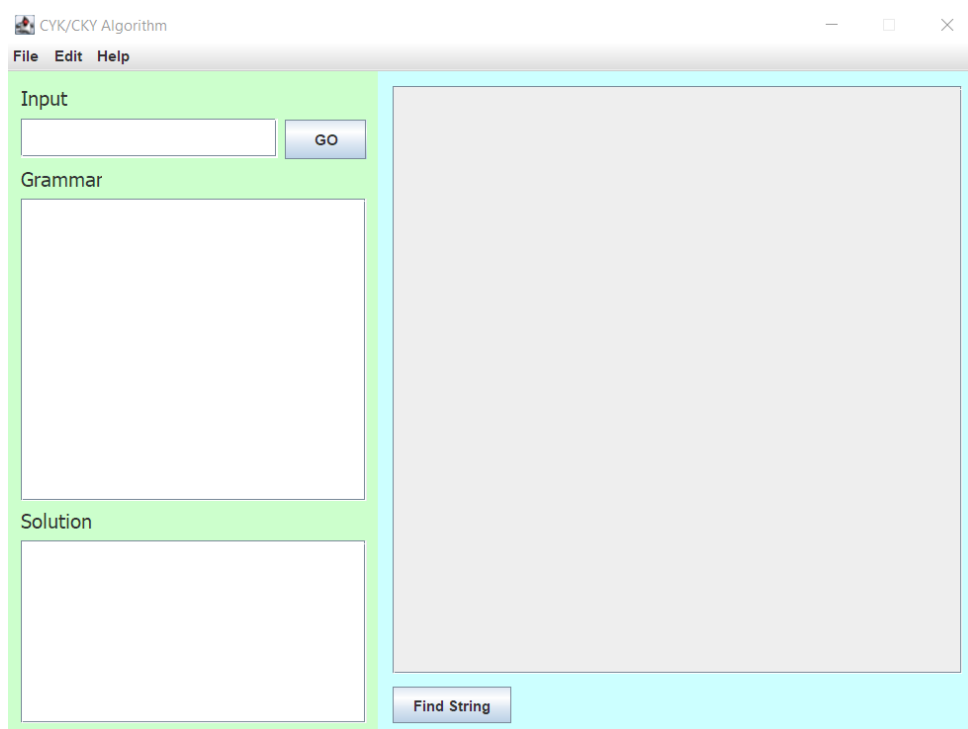 CYK/CKY Algorithm
File Edit Help
Input
GO
Grammar
Solution
Find String